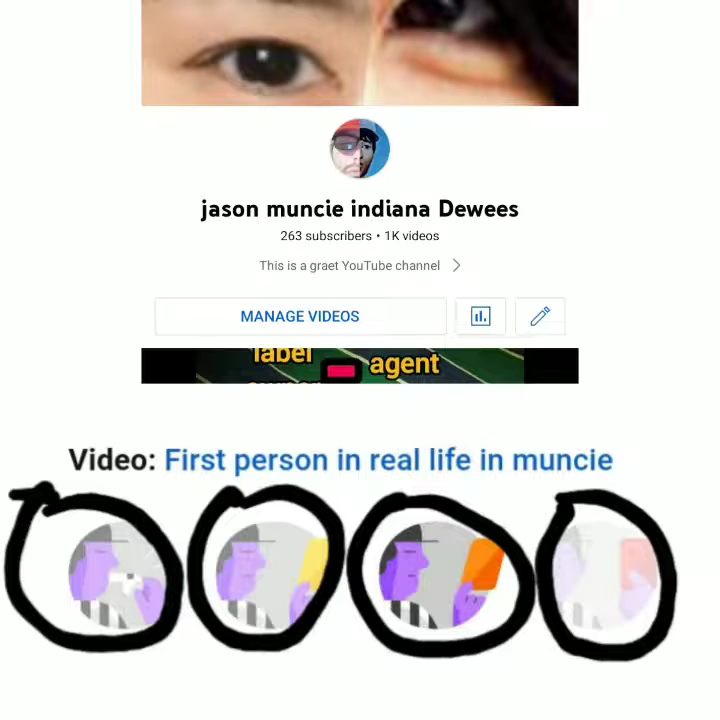 jason muncie indiana Dewees
263 subscribers • 1K videos
This is a graet YouTube channel
MANAGE VIDEOS
label
agent
Video: First person in real life in muncie